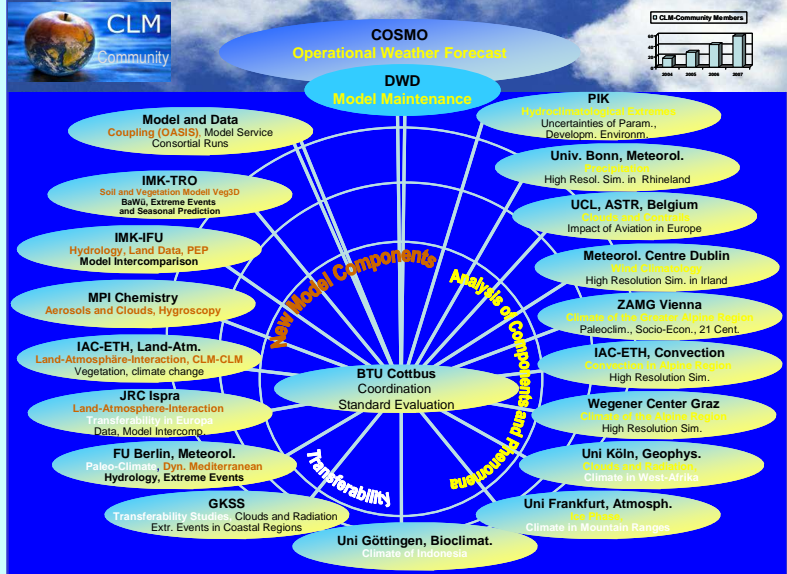 CLM
Community
COSMO
Operational Weather Forecast
DWD
Model Maintenance
CLM-Community Members
60
40
20
0
2004 2005 2006 2007
Model and Data
Coupling (OASIS), Model Service
Consortial Runs
IMK-TRO
Soil and Vegetation Modell Veg3D
BaWü, Extreme Events
and Seasonal Prediction
IMK-IFU
Hydrology, Land Data, PEP
Model Intercomparison
MPI Chemistry
Aerosols and Clouds, Hygroscopy
IAC-ETH, Land-Atm.
Land-Atmosphäre-Interaction, CLM-CLM
Vegetation, climate change
JRC Ispra
Land-Atmosphere-Interaction
Transferability in Europa
Data, Model Intercomp.
FU Berlin, Meteorol.
Paleo-Climate, Dyn. Mediterranean
Hydrology, Extreme Events
GKSS
Transferability Studies, Clouds and Radiation
Extr. Events in Coastal Regions
Uni Göttingen, Bioclimat.
Climate of Indonesia
PIK
Hydroclimatological Extremes
Uncertainties of Param.,
Developm. Environm.
Univ. Bonn, Meteorol.
Precipitation
High Resol. Sim. in Rhineland
UCL, ASTR, Belgium
Clouds and Contrails
Impact of Aviation in Europe
Meteorol. Centre Dublin
Wind Climatology
High Resolution Sim. in Irland
ZAMG Vienna
Climate of the Greater Alpine Region
Paleoclim., Socio-Econ., 21 Cent.
IAC-ETH, Convection
Convection in Alpine Region
High Resolution Sim.
Wegener Center Graz
Climate of the Alpine Region
High Resolution Sim.
Uni Köln, Geophys.
Clouds and Radiation
Climate in West-Afrika
Uni Frankfurt, Atmosph.
Ice Phase
Climate in Mountain Ranges
New Model Components
Analysis of Components and Phenomena
Transferability
BTU Cottbus
Coordination
Standard Evaluation